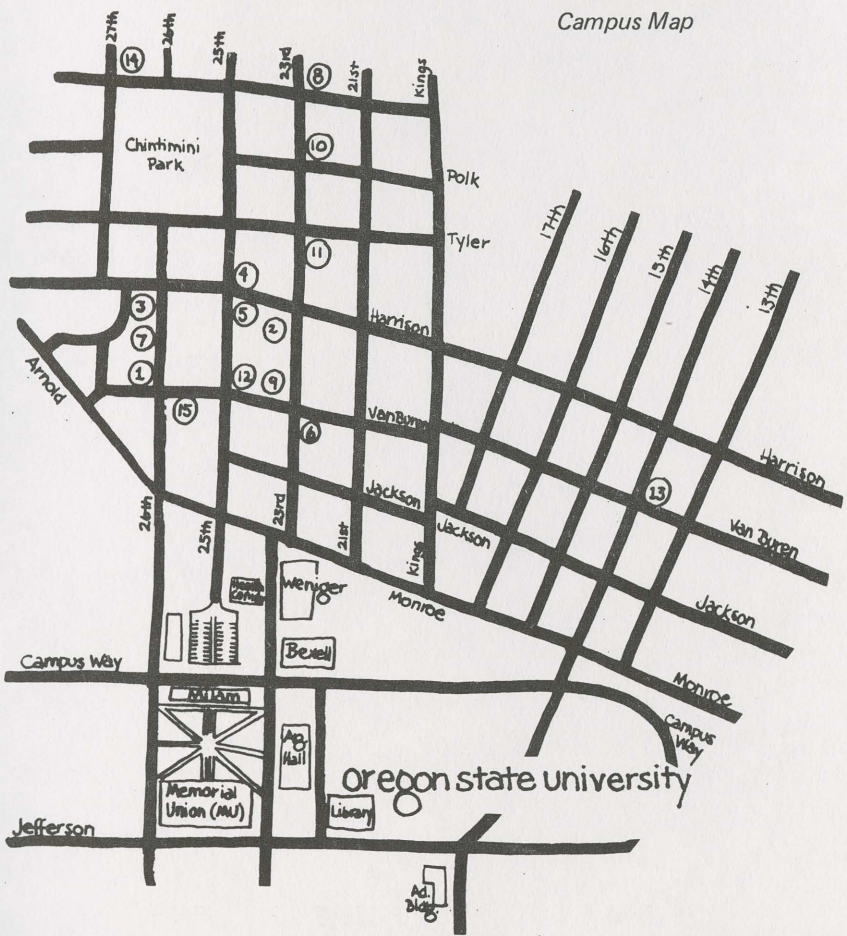 Campus Map
27th
26th
25th
23rd
21st
Kings
14
8
Chintimini
Park
10
Polk
Tyler
11
17th
16th
15th
14th
13th
4
3
5
2
Harrison
7
1
12
9
Arnold
15
Van Buren
6
Harrison
13
Jackson
Jackson
Van Buren
26th
25th
23rd
21st
Kings
Jackson
Health
Center
Weniger
Monroe
Bexell
Campus Way
Milam
Monroe
Campus
Way
Ag
Hall
oregon state university
Memorial
Union (MU)
Library
Jefferson
Ad.
Bldg.